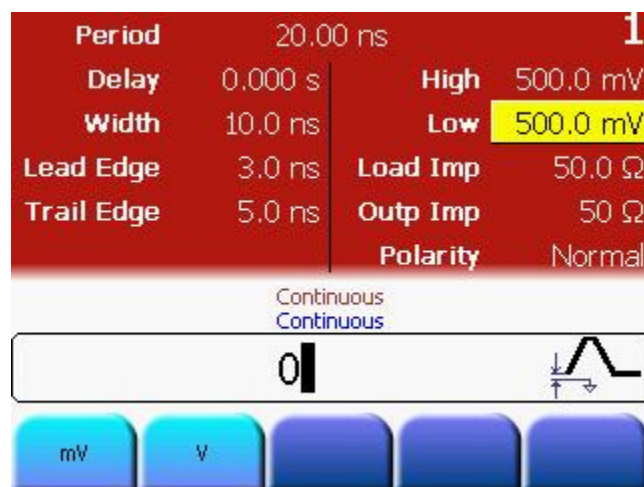 Period 20.00 ns 1
Delay 0.000 s High 500.0 mV
Width 10.0 ns Low 500.0 mV
Lead Edge 3.0 ns Load Imp 50.0 Ω
Trail Edge 5.0 ns Outp Imp 50 Ω
Polarity Normal
Continuous
Continuous
0
mV V